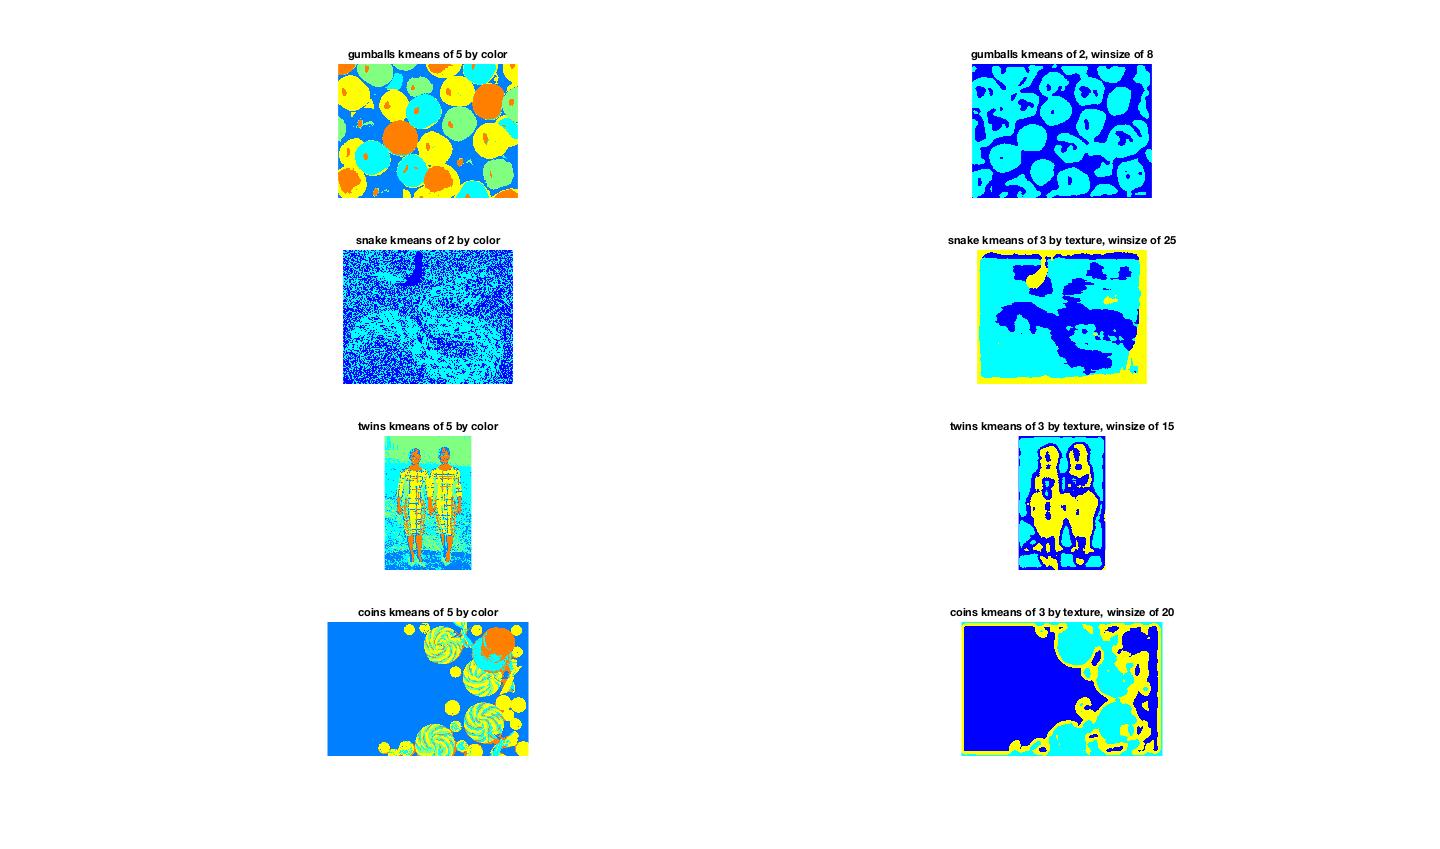 gumballs kmeans of 5 by color
gumballs kmeans of 2, winsize of 8
snake kmeans of 2 by color
snake kmeans of 3 by texture, winsize of 25
twins kmeans of 5 by color
twins kmeans of 3 by texture, winsize of 15
coins kmeans of 5 by color
coins kmeans of 3 by texture, winsize of 20